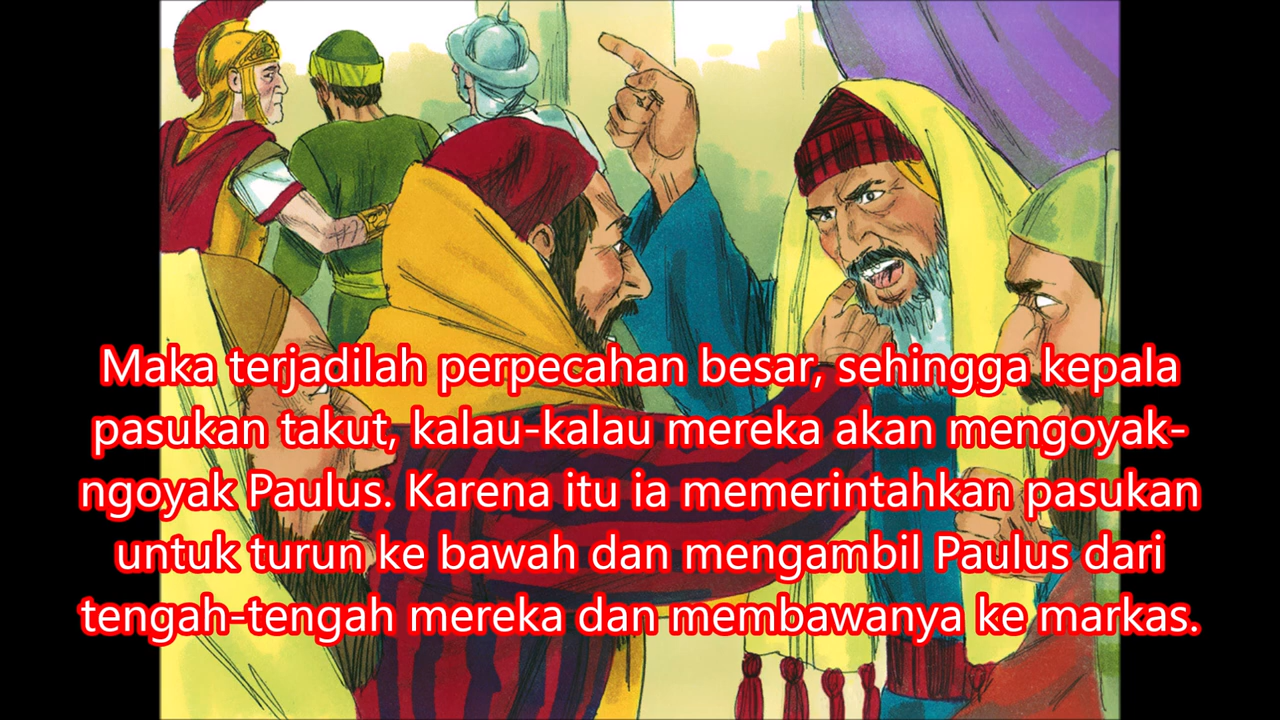 Maka terjadilah perpecahan besar, sehingga kepala
pasukan takut, kalau-kalau mereka akan mengoyak-
ngoyak Paulus. Karena itu ia memerintahkan pasukan
untuk turun ke bawah dan mengambil Paulus dari
tengah-tengah mereka dan membawanya ke markas.